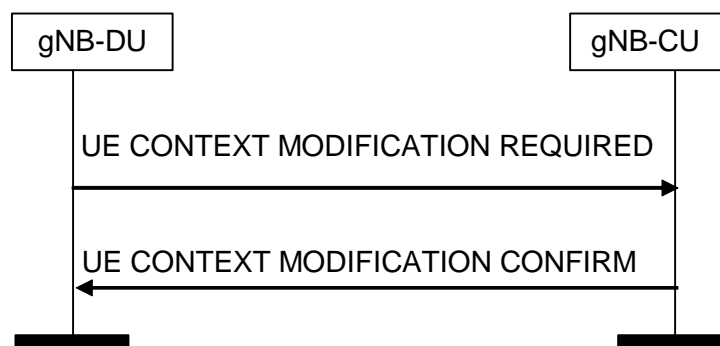 gNB-DU
gNB-CU
UE CONTEXT MODIFICATION REQUIRED
UE CONTEXT MODIFICATION CONFIRM